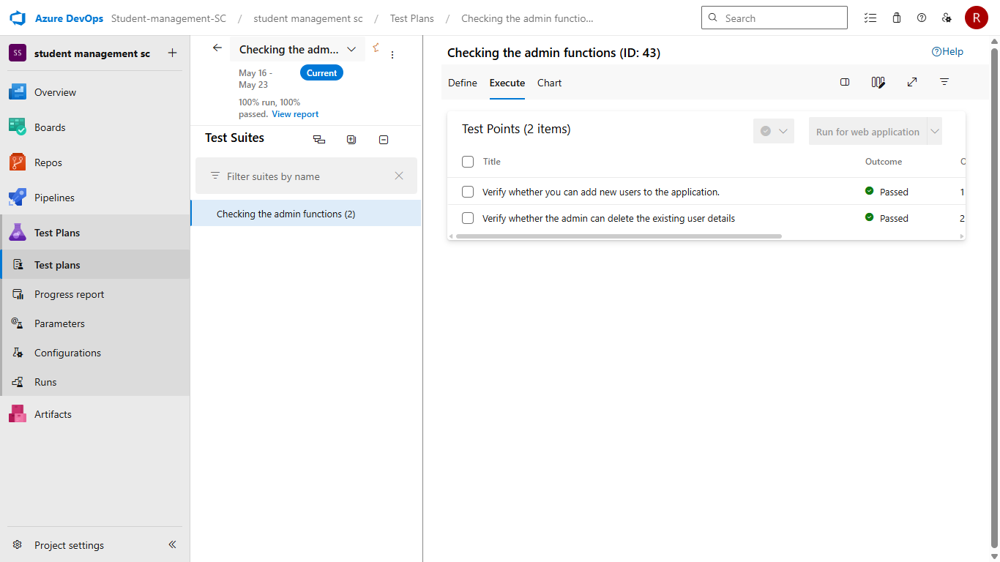 Azure DevOps Student-management-SC / student management sc / Test Plans / Checking the admin functio...
Search
R
SS student management sc
Overview
Boards
Repos
Pipelines
Test Plans
Test plans
Progress report
Parameters
Configurations
Runs
Artifacts
Project settings
Checking the adm...
May 16 -
May 23
Current
100% run, 100%
passed. View report
Test Suites
Filter suites by name
Checking the admin functions (2)
Checking the admin functions (ID: 43)
Help
Define Execute Chart
Test Points (2 items)
Run for web application
Title Outcome
Verify whether you can add new users to the application. Passed 1
Verify whether the admin can delete the existing user details Passed 2